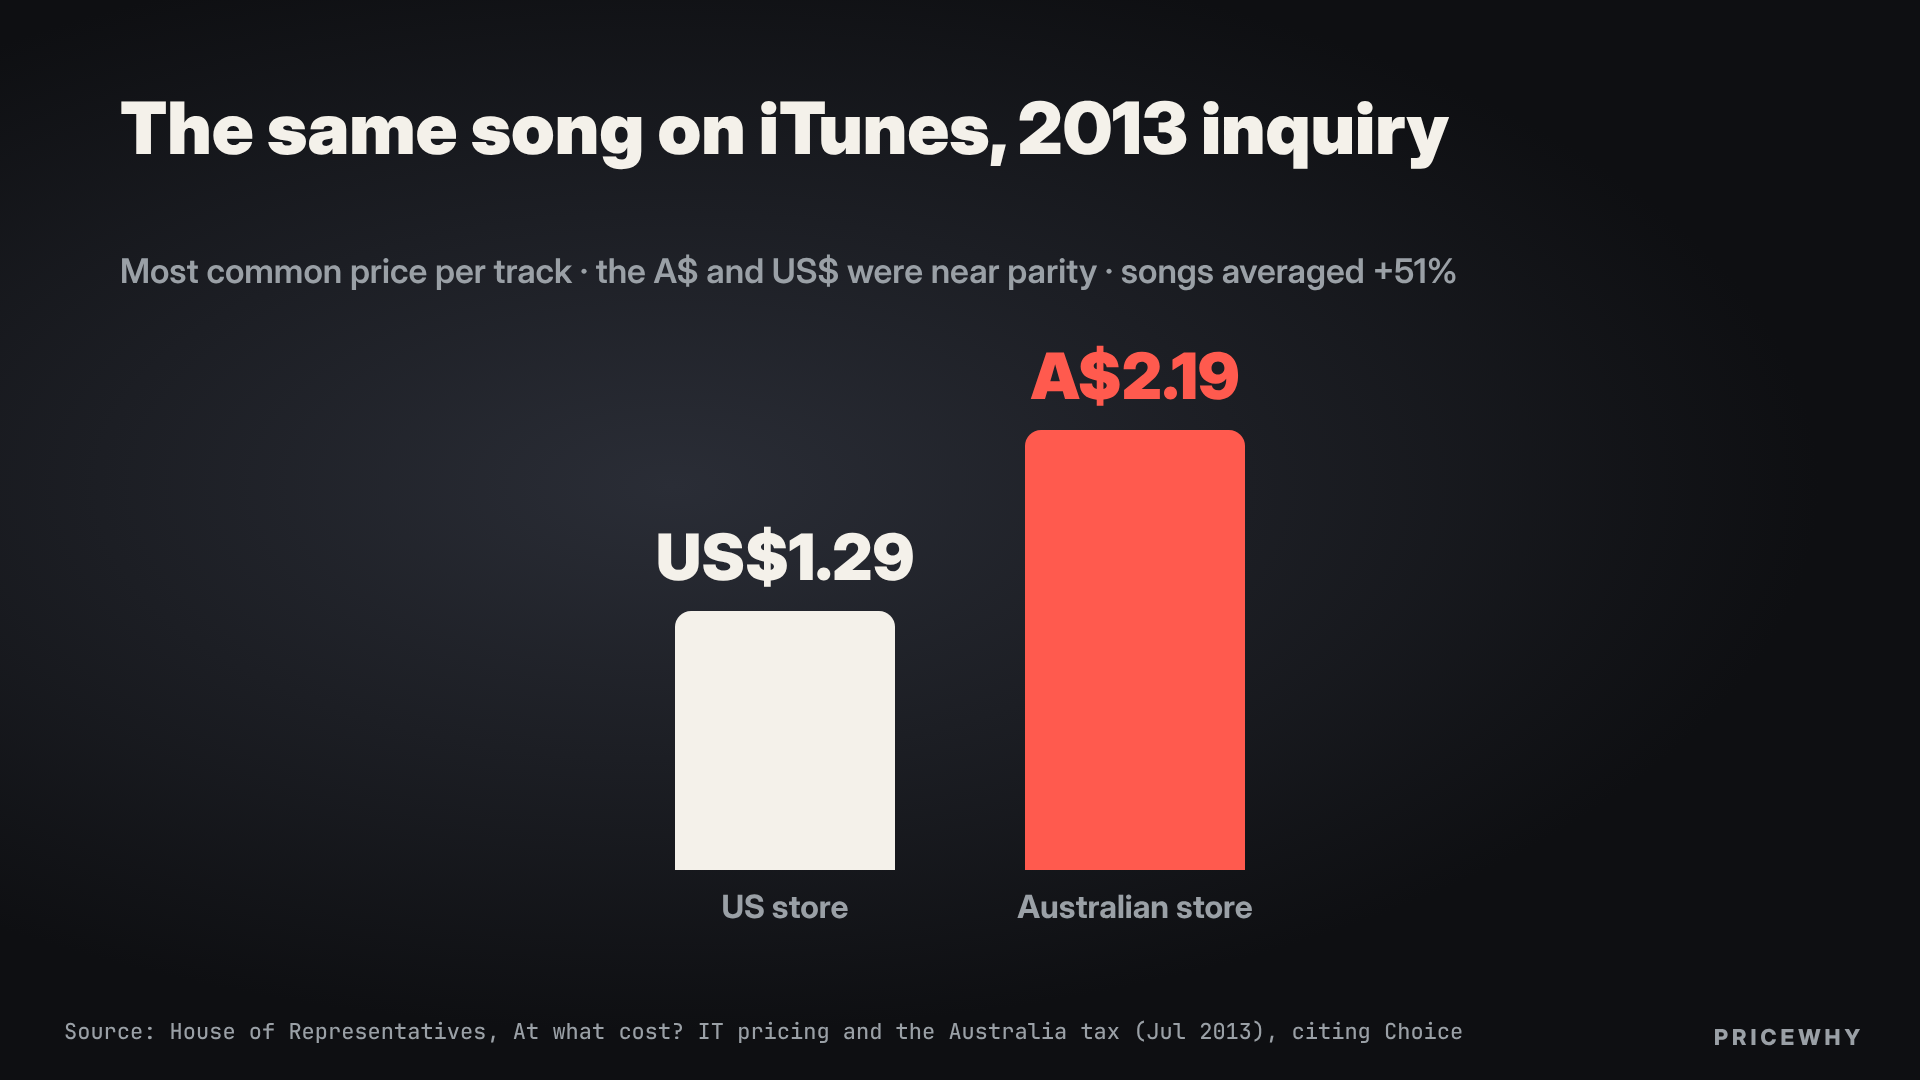 The same song on iTunes, 2013 inquiry
Most common price per track · the A$ and US$ were near parity · songs averaged +51%
A$2.19
US$1.29
US store
Australian store
Source: House of Representatives, At what cost? IT pricing and the Australia tax (Jul 2013), citing Choice
PRICEWHY